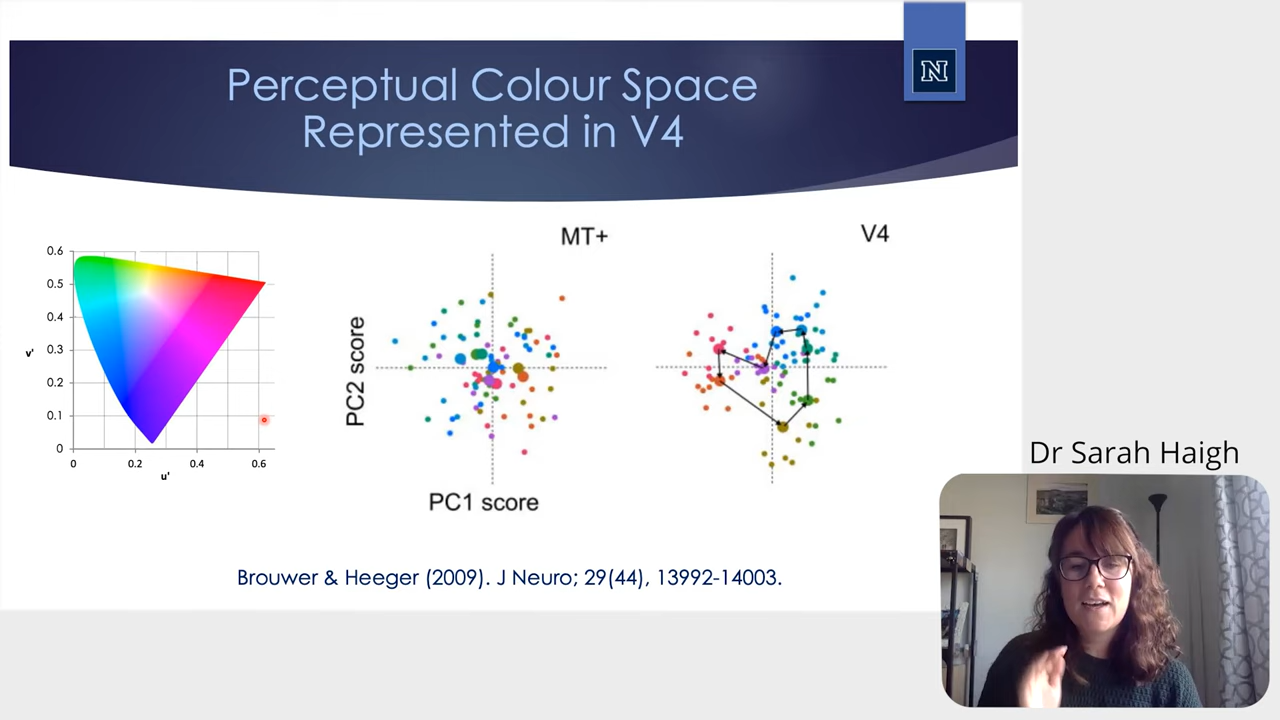 Perceptual Colour Space
Represented in V4
N
0.6
0.5
0.4
0.3
0.2
0.1
0
v'
0
0.2
0.4
0.6
u'
MT+
PC2 score
PC1 score
V4
Brouwer & Heeger (2009). J Neuro; 29(44), 13992-14003.
Dr Sarah Haigh